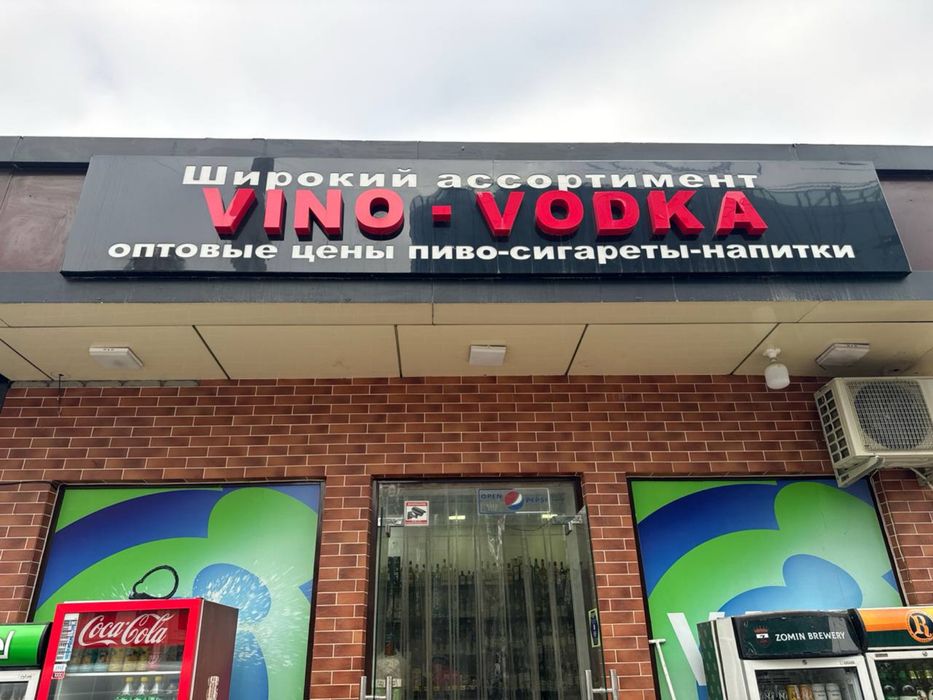 Широкий ассортимент
VINO - VODKA
оптовые цены пиво-сигареты-напитки
OPEN PEPSI
Coca-Cola
ZOMIN BREWERY
R